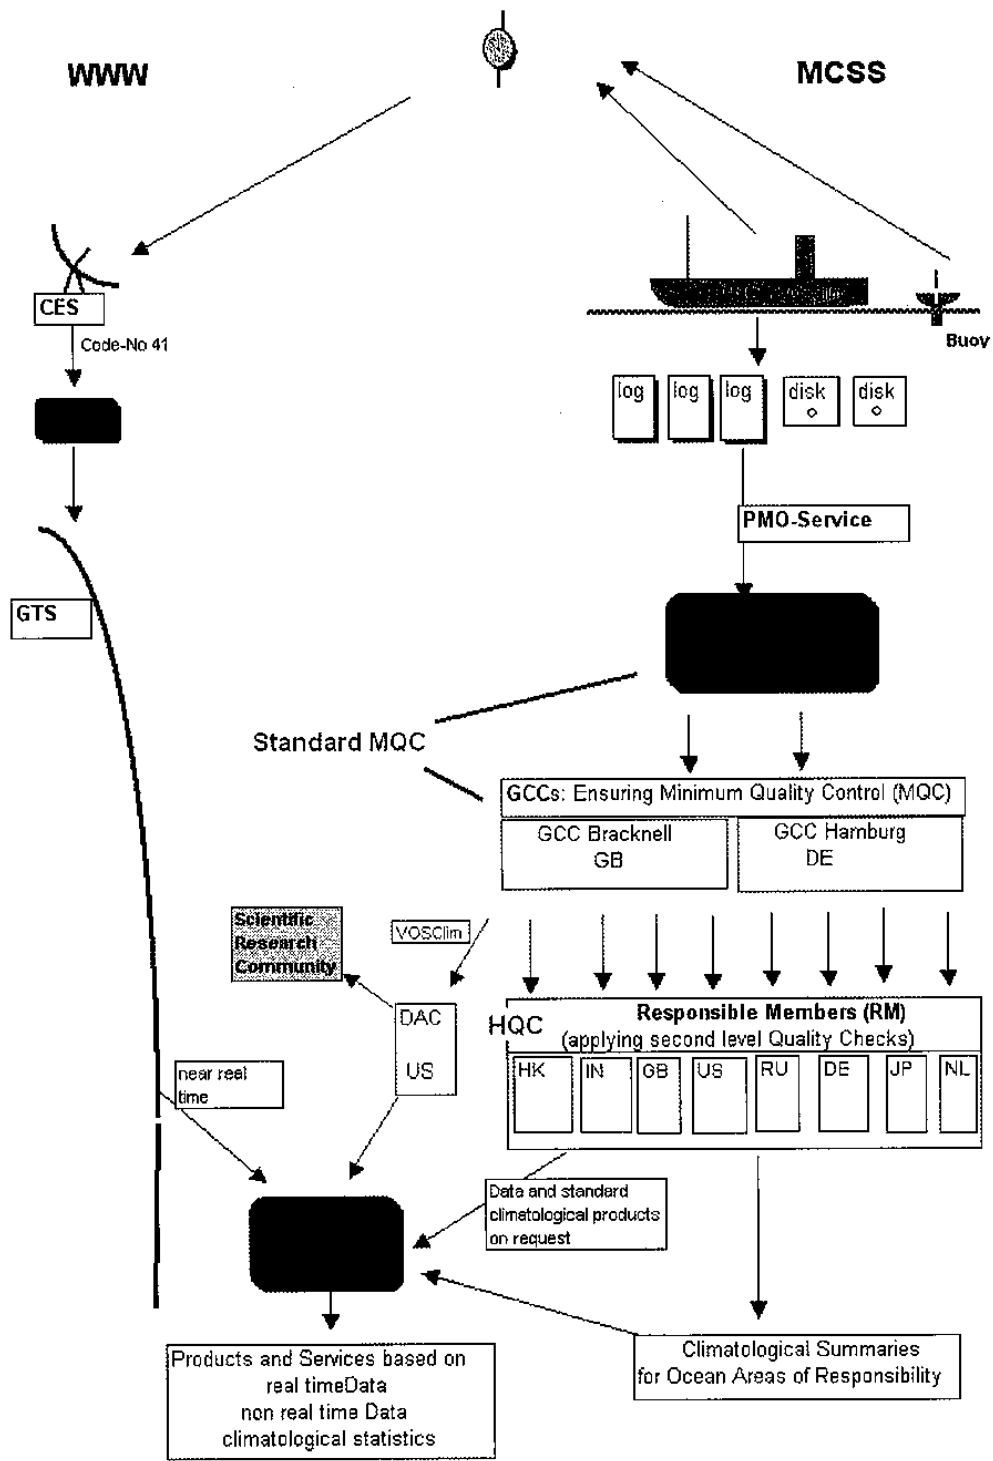 WWW
MCSS
CES
Code-No 41
Buoy
log
log
log
disk
disk
PMO-Service
GTS
Standard MQC
GCCs: Ensuring Minimum Quality Control (MQC)
GCC Bracknell
GB
GCC Hamburg
DE
Scientific
Research
Community
VOSClim
DAC
US
HQC
Responsible Members (RM)
(applying second level Quality Checks)
HK
IN
GB
US
RU
DE
JP
NL
near real
time
Data and standard
climatological products
on request
Products and Services based on
real timeData
non real time Data
climatological statistics
Climatological Summaries
for Ocean Areas of Responsibility